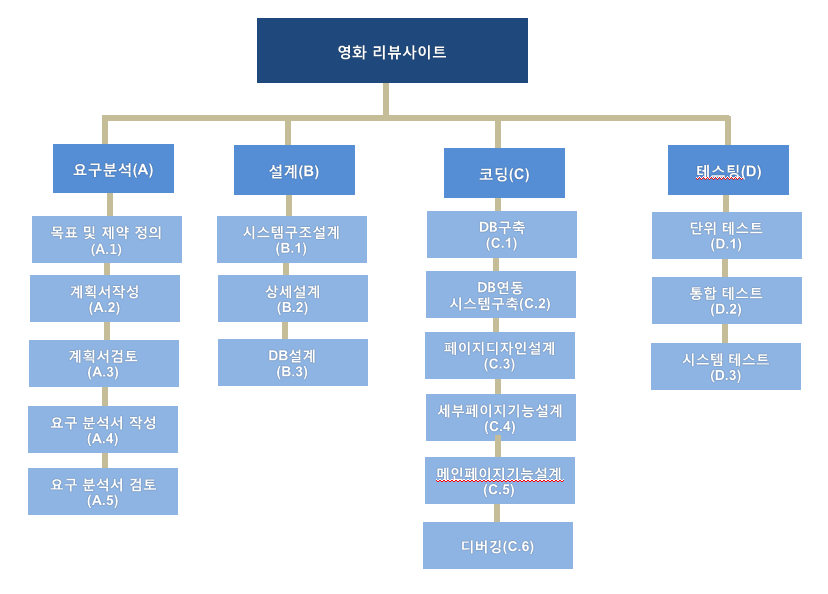 영화 리뷰사이트
요구분석(A)
목표 및 제약 정의
(A.1)
계획서작성
(A.2)
계획서검토
(A.3)
요구 분석서 작성
(A.4)
요구 분석서 검토
(A.5)
설계(B)
시스템구조설계
(B.1)
상세설계
(B.2)
DB설계
(B.3)
코딩(C)
DB구축
(C.1)
DB연동
시스템구축(C.2)
페이지디자인설계
(C.3)
세부페이지기능설계
(C.4)
메인페이지기능설계
(C.5)
디버깅(C.6)
테스팅(D)
단위 테스트
(D.1)
통합 테스트
(D.2)
시스템 테스트
(D.3)